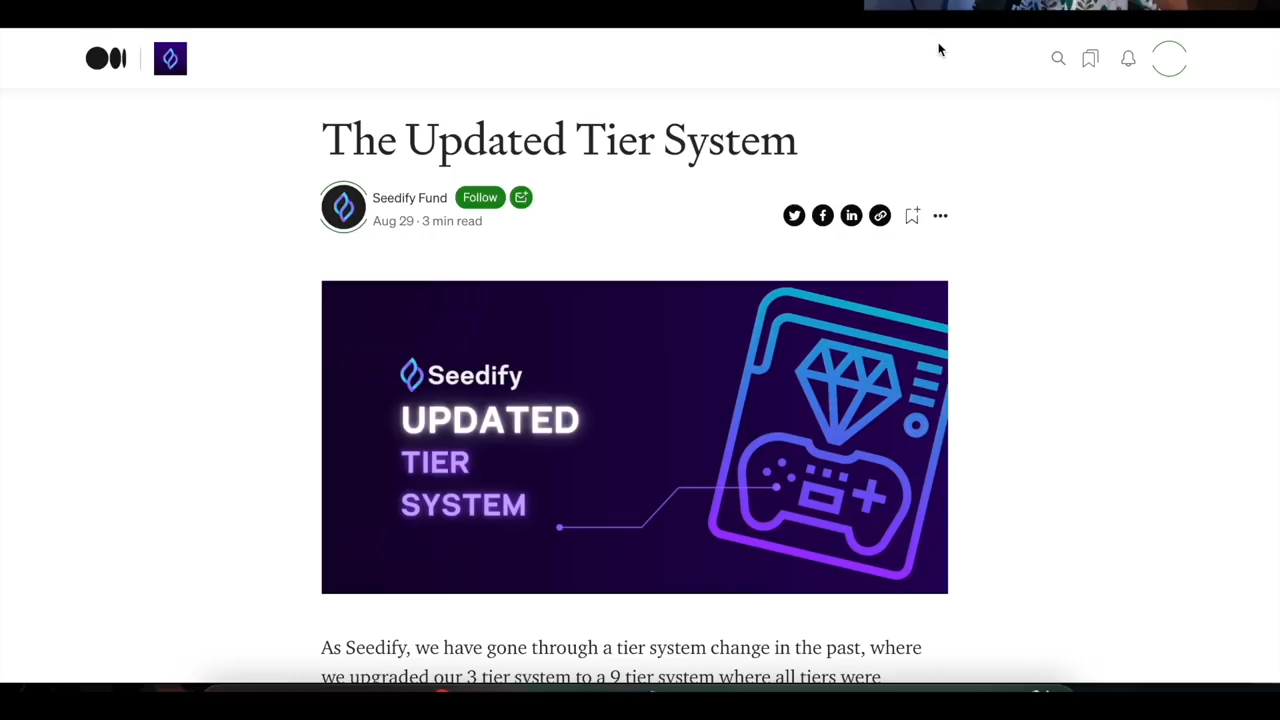 The Updated Tier System
Seedify Fund Follow
Aug 29 · 3 min read
Seedify
UPDATED
TIER
SYSTEM
As Seedify, we have gone through a tier system change in the past, where
we upgraded our 3 tier system to a 9 tier system where all tiers were